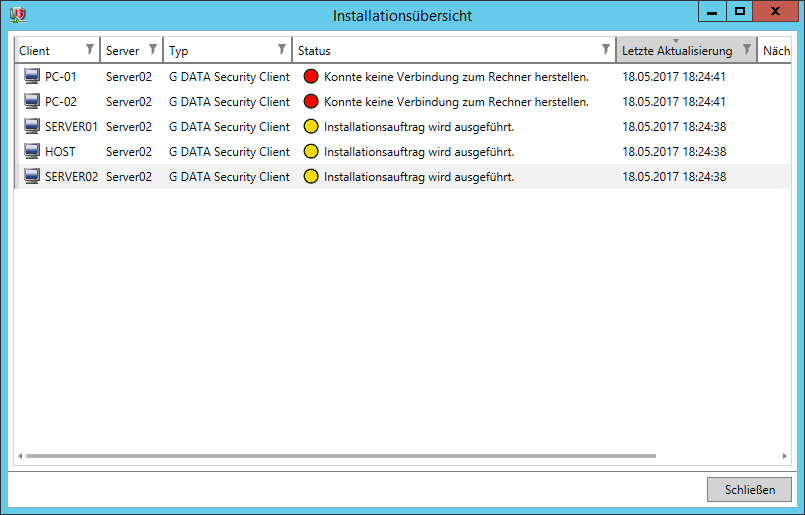 Installationsübersicht
Client Server Typ Status Letzte Aktualisierung Näch
PC-01 Server02 G DATA Security Client Konnte keine Verbindung zum Rechner herstellen. 18.05.2017 18:24:41
PC-02 Server02 G DATA Security Client Konnte keine Verbindung zum Rechner herstellen. 18.05.2017 18:24:41
SERVER01 Server02 G DATA Security Client Installationsauftrag wird ausgeführt. 18.05.2017 18:24:38
HOST Server02 G DATA Security Client Installationsauftrag wird ausgeführt. 18.05.2017 18:24:38
SERVER02 Server02 G DATA Security Client Installationsauftrag wird ausgeführt. 18.05.2017 18:24:38
Schließen